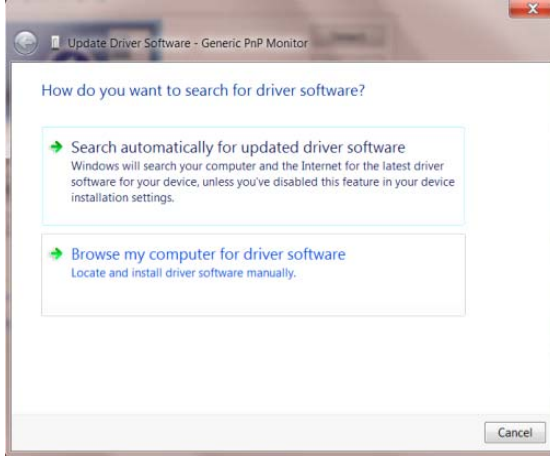 Update Driver Software - Generic PnP Monitor
How do you want to search for driver software?
Search automatically for updated driver software
Windows will search your computer and the Internet for the latest driver
software for your device, unless you've disabled this feature in your device
installation settings.
Browse my computer for driver software
Locate and install driver software manually.
Cancel